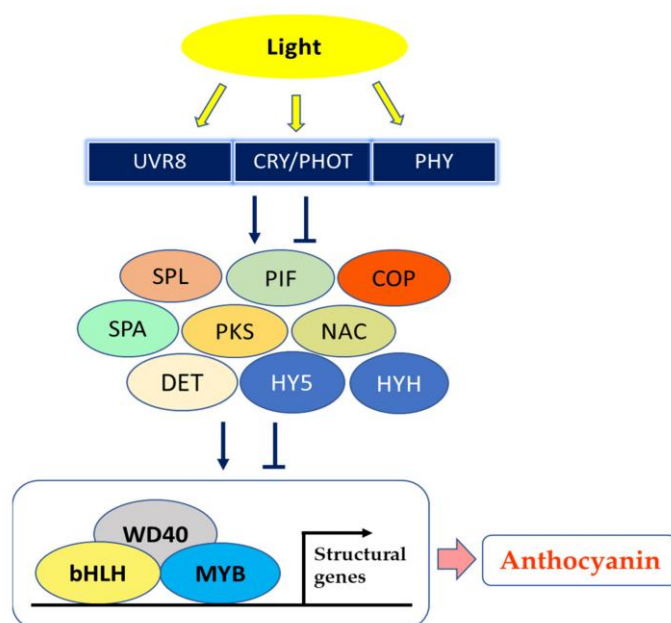 Light
UVR8 CRY/PHOT PHY
SPL PIF COP
SPA PKS NAC
DET HY5 HYH
WD40
bHLH MYB
Structural
genes
Anthocyanin